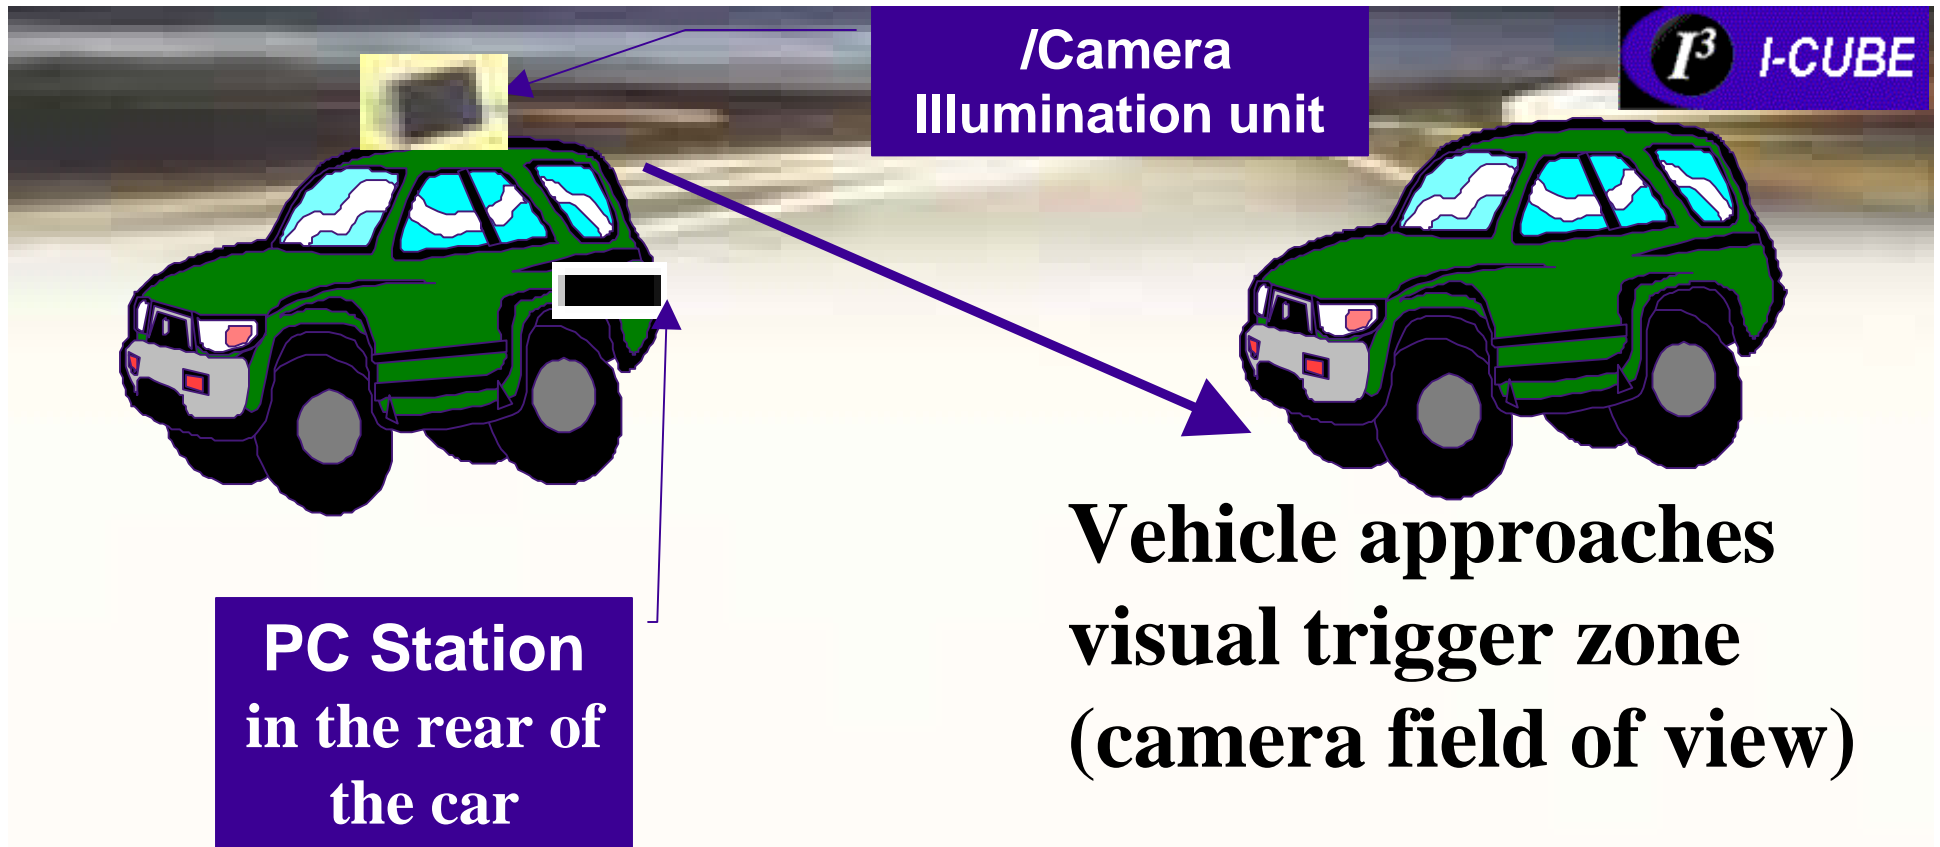 /Camera
Illumination unit
I³ I-CUBE
PC Station
in the rear of
the car
Vehicle approaches
visual trigger zone
(camera field of view)